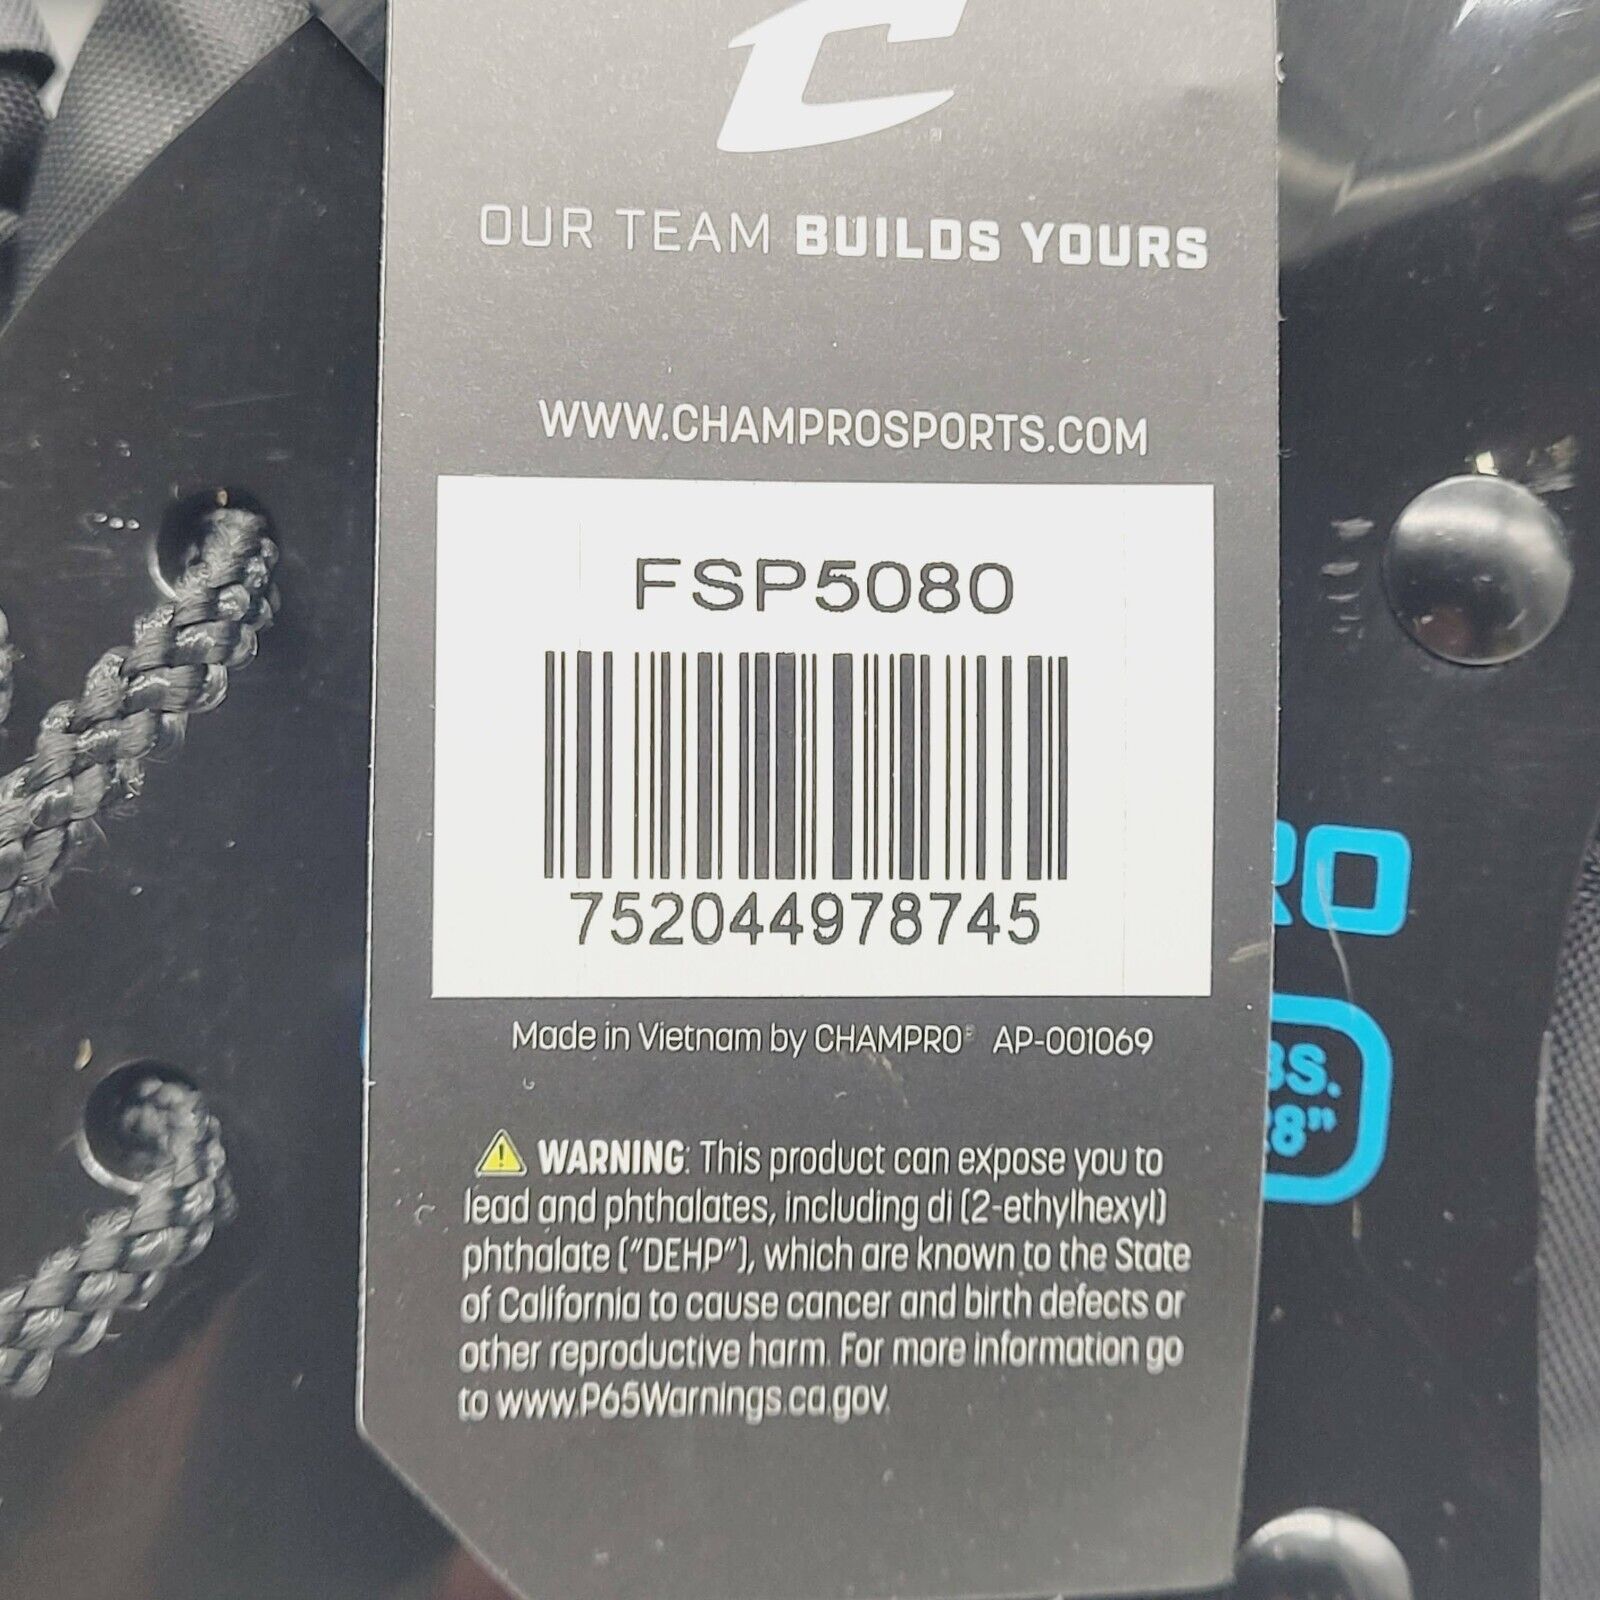 OUR TEAM BUILDS YOURS
WWW.CHAMPROSPORTS.COM
FSP5080
752044978745
Made in Vietnam by CHAMPRO® AP-001069
⚠ WARNING: This product can expose you to
lead and phthalates, including di (2-ethylhexyl)
phthalate ("DEHP"), which are known to the State
of California to cause cancer and birth defects or
other reproductive harm. For more information go
to www.P65Warnings.ca.gov.
RO
BS.
28"